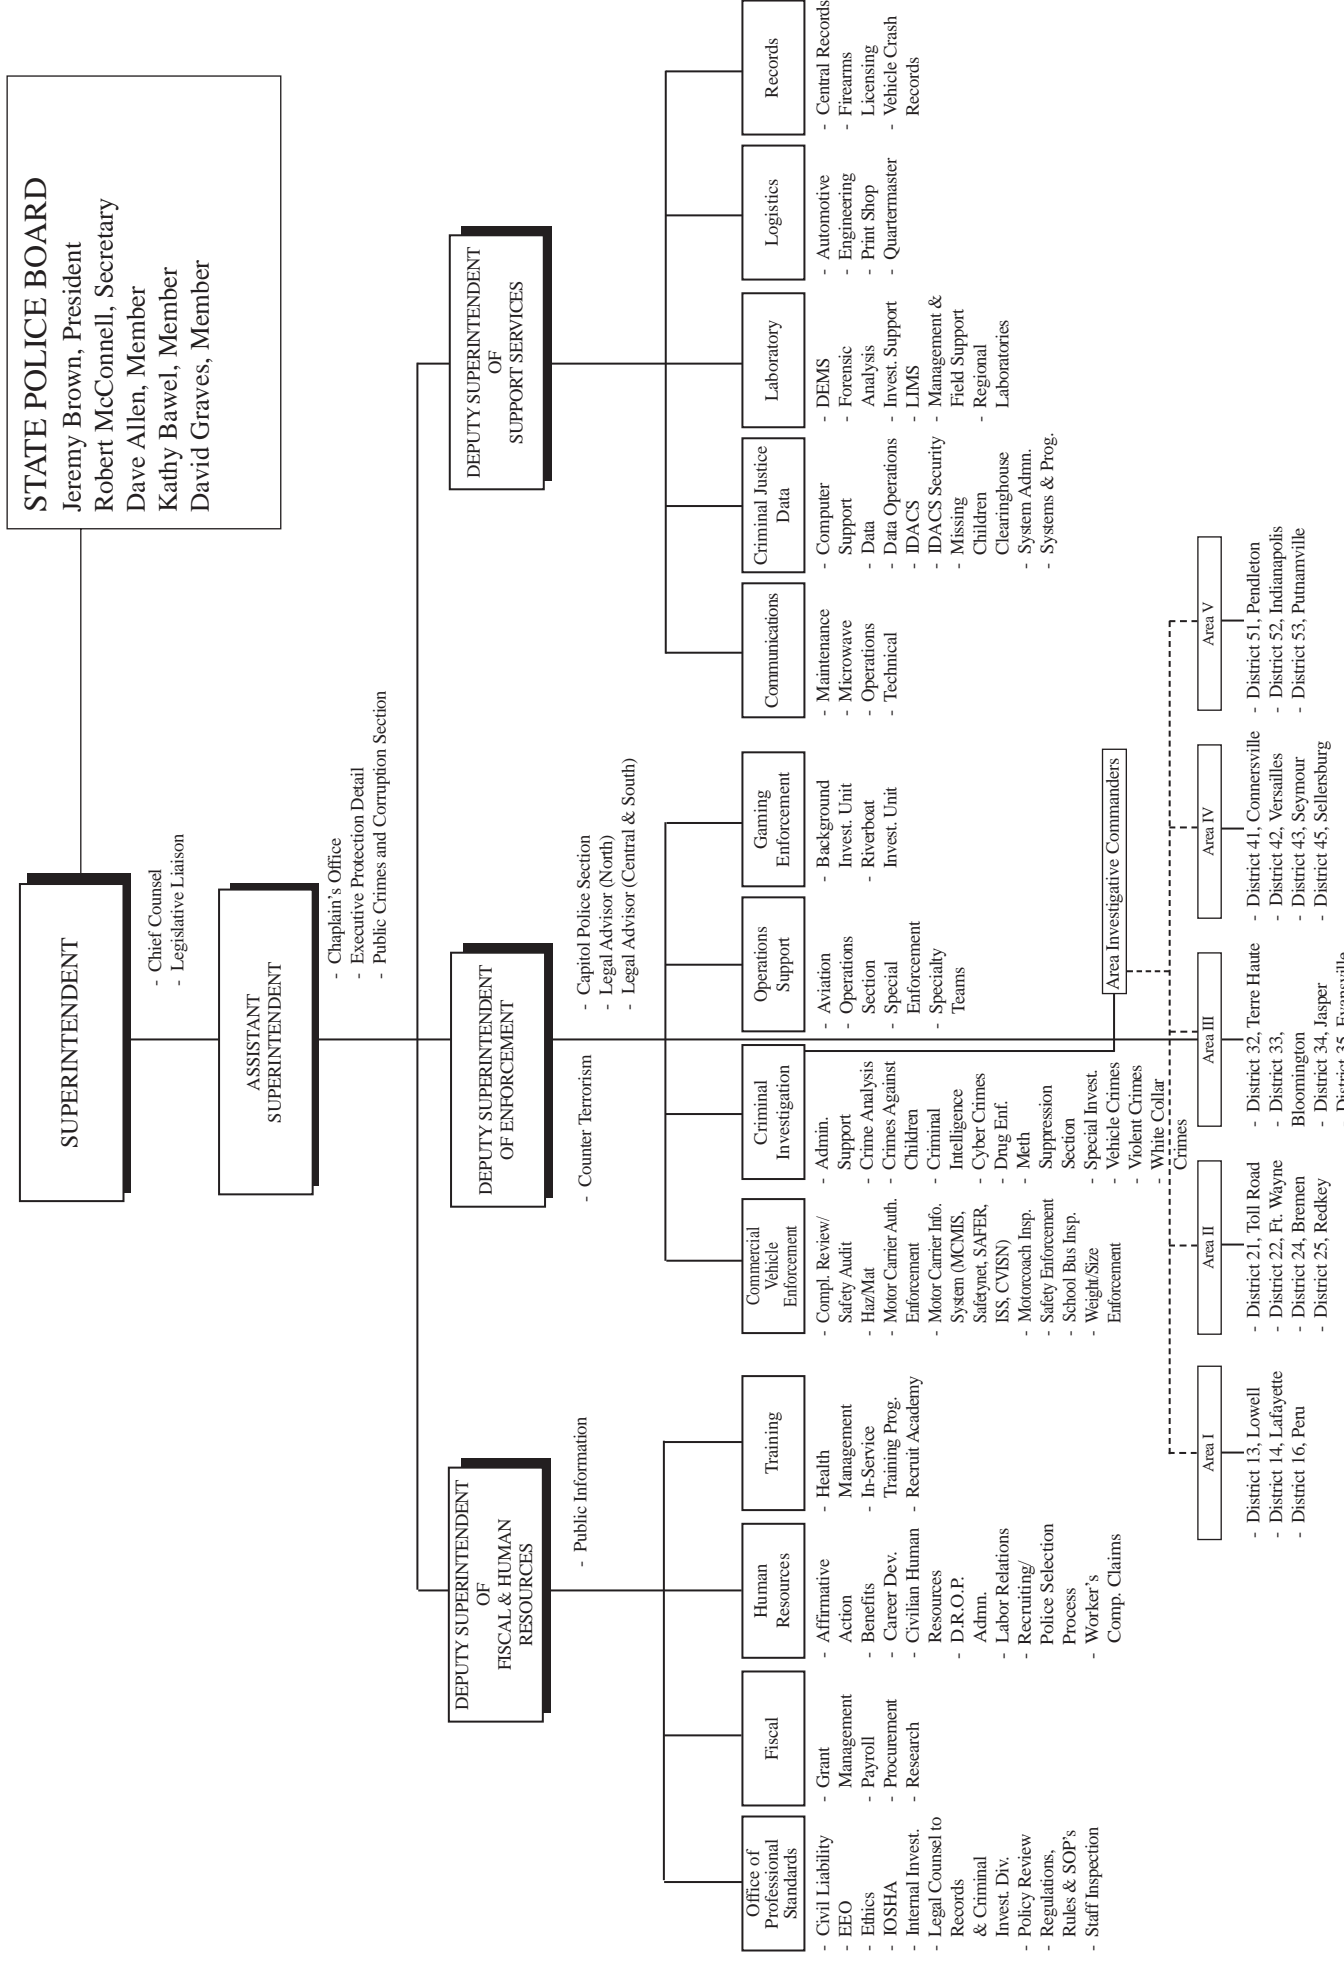 STATE POLICE BOARD
Jeremy Brown, President
Robert McConnell, Secretary
Dave Allen, Member
Kathy Bawel, Member
David Graves, Member
SUPERINTENDENT
- Chief Counsel
- Legislative Liaison
ASSISTANT
SUPERINTENDENT
- Chaplain's Office
- Executive Protection Detail
- Public Crimes and Corruption Section
DEPUTY SUPERINTENDENT
OF
FISCAL & HUMAN
RESOURCES
- Public Information
DEPUTY SUPERINTENDENT
OF ENFORCEMENT
- Counter Terrorism
- Capitol Police Section
- Legal Advisor (North)
- Legal Advisor (Central & South)
DEPUTY SUPERINTENDENT
OF
SUPPORT SERVICES
Office of
Professional
Standards
- Civil Liability
- EEO
- Ethics
- IOSHA
- Internal Invest.
- Legal Counsel to
Records
& Criminal
Invest. Div.
- Policy Review
- Regulations,
Rules & SOP's
- Staff Inspection
Fiscal
- Grant
Management
- Payroll
- Procurement
- Research
Human
Resources
- Affirmative
Action
- Benefits
- Career Dev.
- Civilian Human
Resources
- D.R.O.P.
Admn.
- Labor Relations
- Recruiting/
Police Selection
Process
- Worker's
Comp. Claims
Training
- Health
Management
- In-Service
Training Prog.
- Recruit Academy
Commercial
Vehicle
Enforcement
- Compl. Review/
Safety Audit
- Haz/Mat
- Motor Carrier Auth.
Enforcement
- Motor Carrier Info.
System (MCMIS,
Safetynet, SAFER,
ISS, CVISN)
- Motorcoach Insp.
- Safety Enforcement
- School Bus Insp.
- Weight/Size
Enforcement
Criminal
Investigation
- Admin.
Support
- Crime Analysis
- Crimes Against
Children
- Criminal
Intelligence
- Cyber Crimes
- Drug Enf.
- Meth
Suppression
Section
- Special Invest.
- Vehicle Crimes
- Violent Crimes
- White Collar
Crimes
Operations
Support
- Aviation
- Operations
Section
- Special
Enforcement
- Specialty
Teams
Gaming
Enforcement
- Background
Invest. Unit
- Riverboat
Invest. Unit
Communications
- Maintenance
- Microwave
- Operations
- Technical
Criminal Justice
Data
- Computer
Support
- Data
- Data Operations
- IDACS
- IDACS Security
- Missing
Children
Clearinghouse
- System Admn.
- Systems & Prog.
Laboratory
- DEMS
- Forensic
Analysis
- Invest. Support
- LIMS
- Management &
Field Support
- Regional
Laboratories
Logistics
- Automotive
- Engineering
- Print Shop
- Quartermaster
Records
- Central Records
- Firearms
Licensing
- Vehicle Crash
Records
Area Investigative Commanders
Area I
- District 13, Lowell
- District 14, Lafayette
- District 16, Peru
Area II
- District 21, Toll Road
- District 22, Ft. Wayne
- District 24, Bremen
- District 25, Redkey
Area III
- District 32, Terre Haute
- District 33,
Bloomington
- District 34, Jasper
- District 35, Evansville
Area IV
- District 41, Connersville
- District 42, Versailles
- District 43, Seymour
- District 45, Sellersburg
Area V
- District 51, Pendleton
- District 52, Indianapolis
- District 53, Putnamville